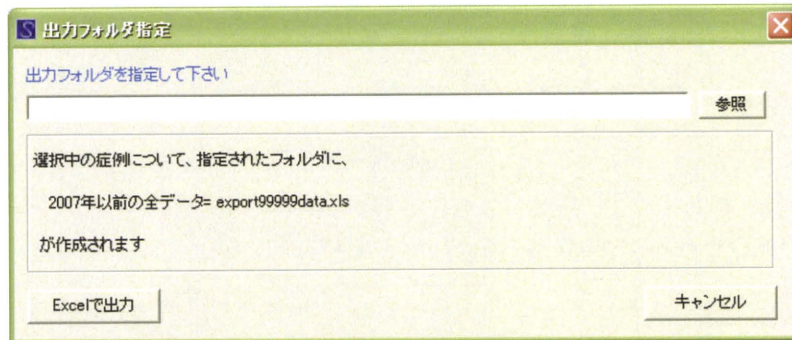 S 出力フォルダ指定
出力フォルダを指定して下さい
参照
選択中の症例について、指定されたフォルダに、
2007年以前の全データ= export99999data.xls
が作成されます
Excelで出力
キャンセル